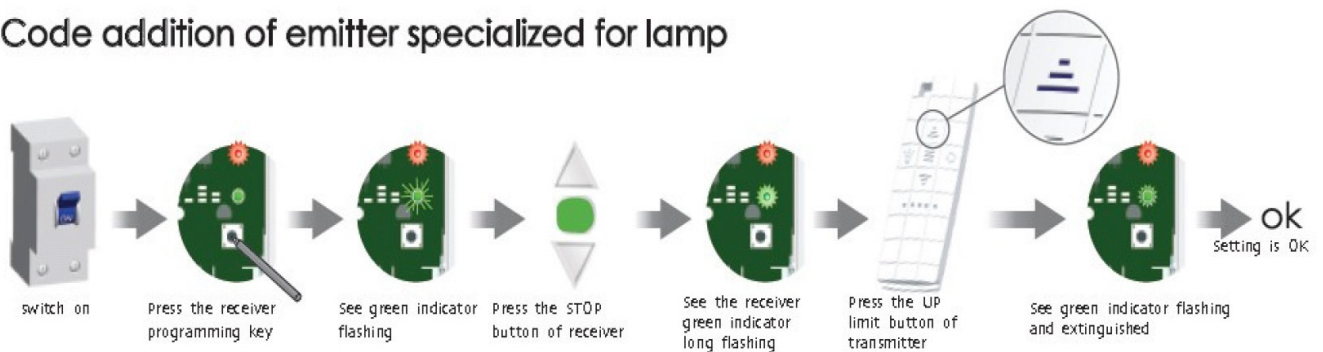 Code addition of emitter specialized for lamp
switch on
Press the receiver
programming key
See green indicator
flashing
Press the STOP
button of receiver
See the receiver
green indicator
long flashing
Press the UP
limit button of
transmitter
See green indicator flashing
and extinguished
ok
Setting is OK